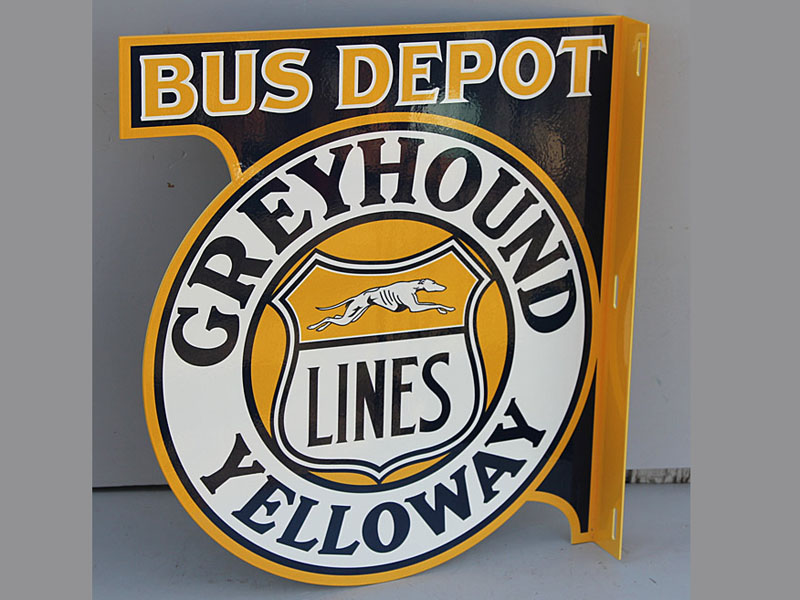 BUS DEPOT
GREYHOUND
LINES
YELLOWAY